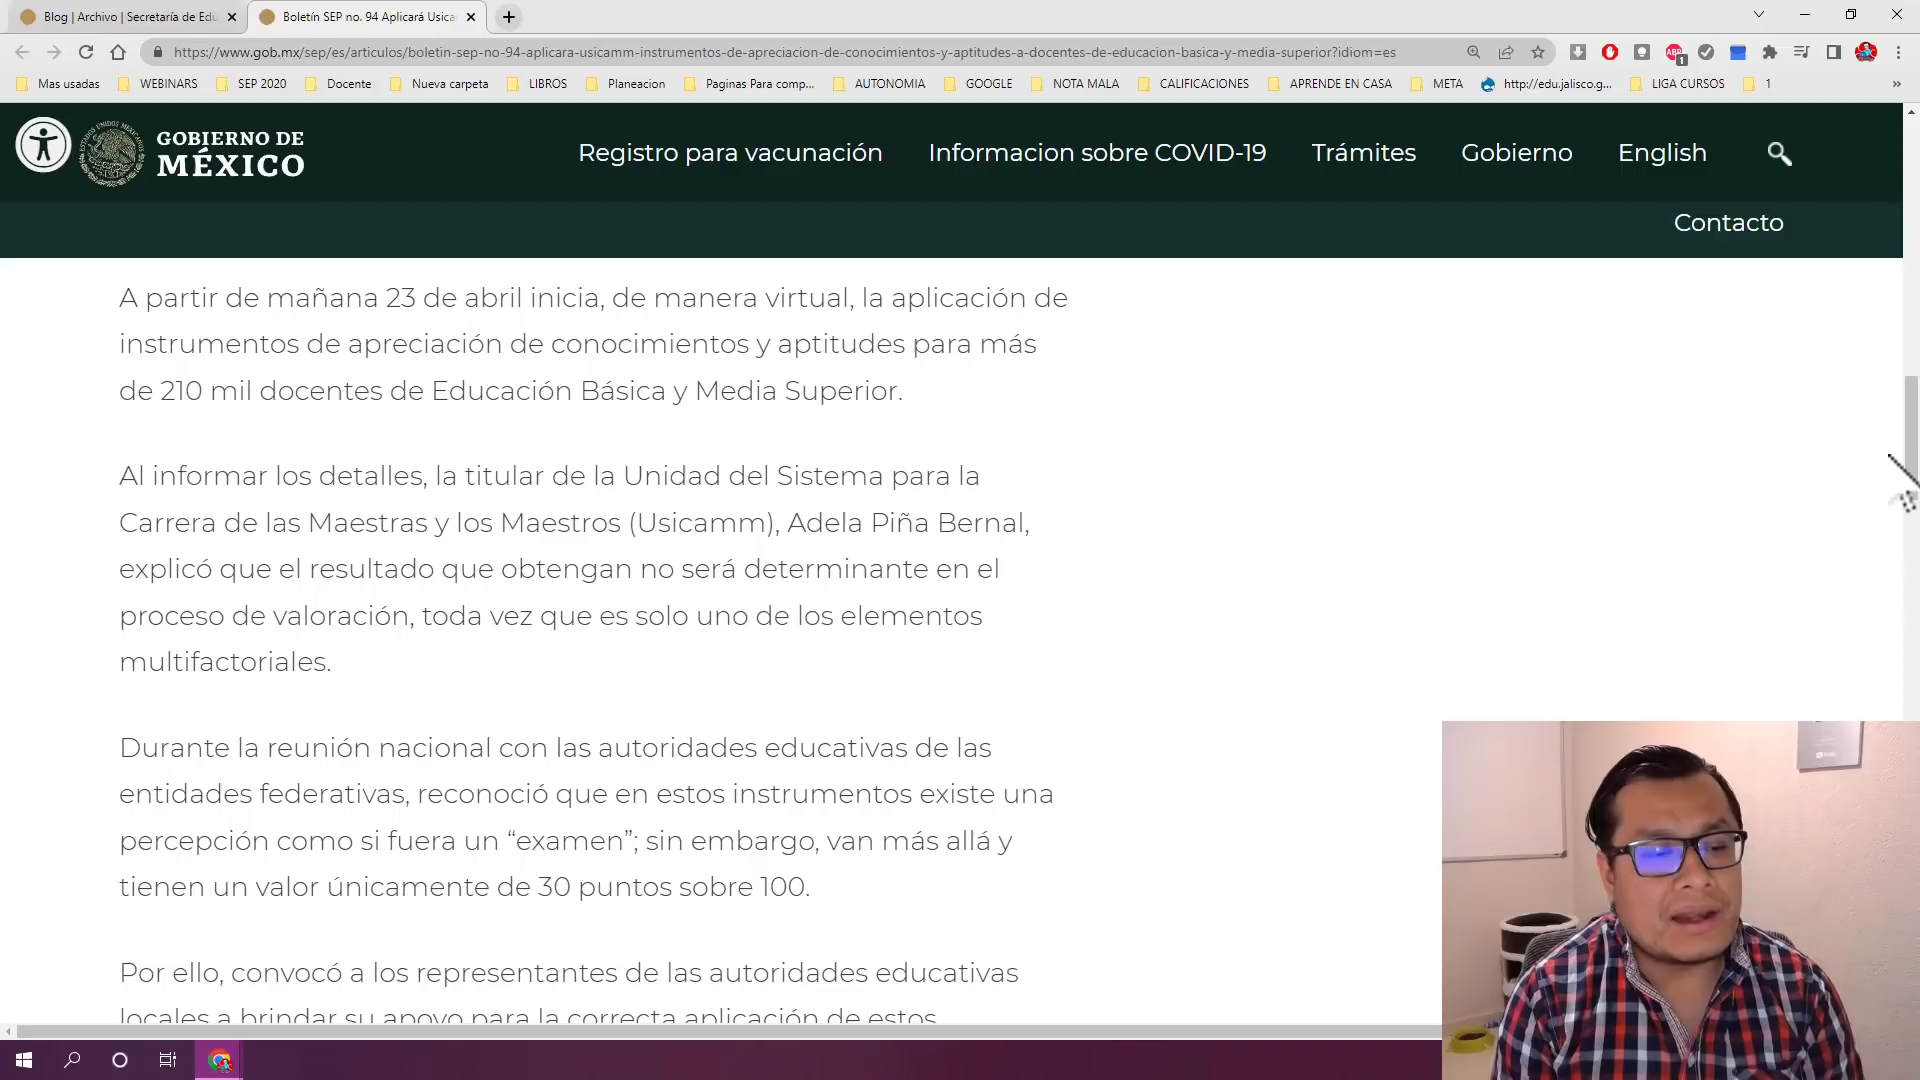 Blog | Archivo | Secretaría de Edu
Boletín SEP no. 94 Aplicará Usica
https://www.gob.mx/sep/es/articulos/boletin-sep-no-94-aplicara-usicamm-instrumentos-de-apreciacion-de-conocimientos-y-aptitudes-a-docentes-de-educacion-basica-y-media-superior?idiom=es
Mas usadas
WEBINARS
SEP 2020
Docente
Nueva carpeta
LIBROS
Planeacion
Paginas Para comp...
AUTONOMIA
GOOGLE
NOTA MALA
CALIFICACIONES
APRENDE EN CASA
META
http://edu.jalisco.g...
LIGA CURSOS
1
GOBIERNO DE
MÉXICO
Registro para vacunación
Informacion sobre COVID-19
Trámites
Gobierno
English
Contacto
A partir de mañana 23 de abril inicia, de manera virtual, la aplicación de
instrumentos de apreciación de conocimientos y aptitudes para más
de 210 mil docentes de Educación Básica y Media Superior.
Al informar los detalles, la titular de la Unidad del Sistema para la
Carrera de las Maestras y los Maestros (Usicamm), Adela Piña Bernal,
explicó que el resultado que obtengan no será determinante en el
proceso de valoración, toda vez que es solo uno de los elementos
multifactoriales.
Durante la reunión nacional con las autoridades educativas de las
entidades federativas, reconoció que en estos instrumentos existe una
percepción como si fuera un “examen”; sin embargo, van más allá y
tienen un valor únicamente de 30 puntos sobre 100.
Por ello, convocó a los representantes de las autoridades educativas
locales a brindar su apoyo para la correcta aplicación de estos